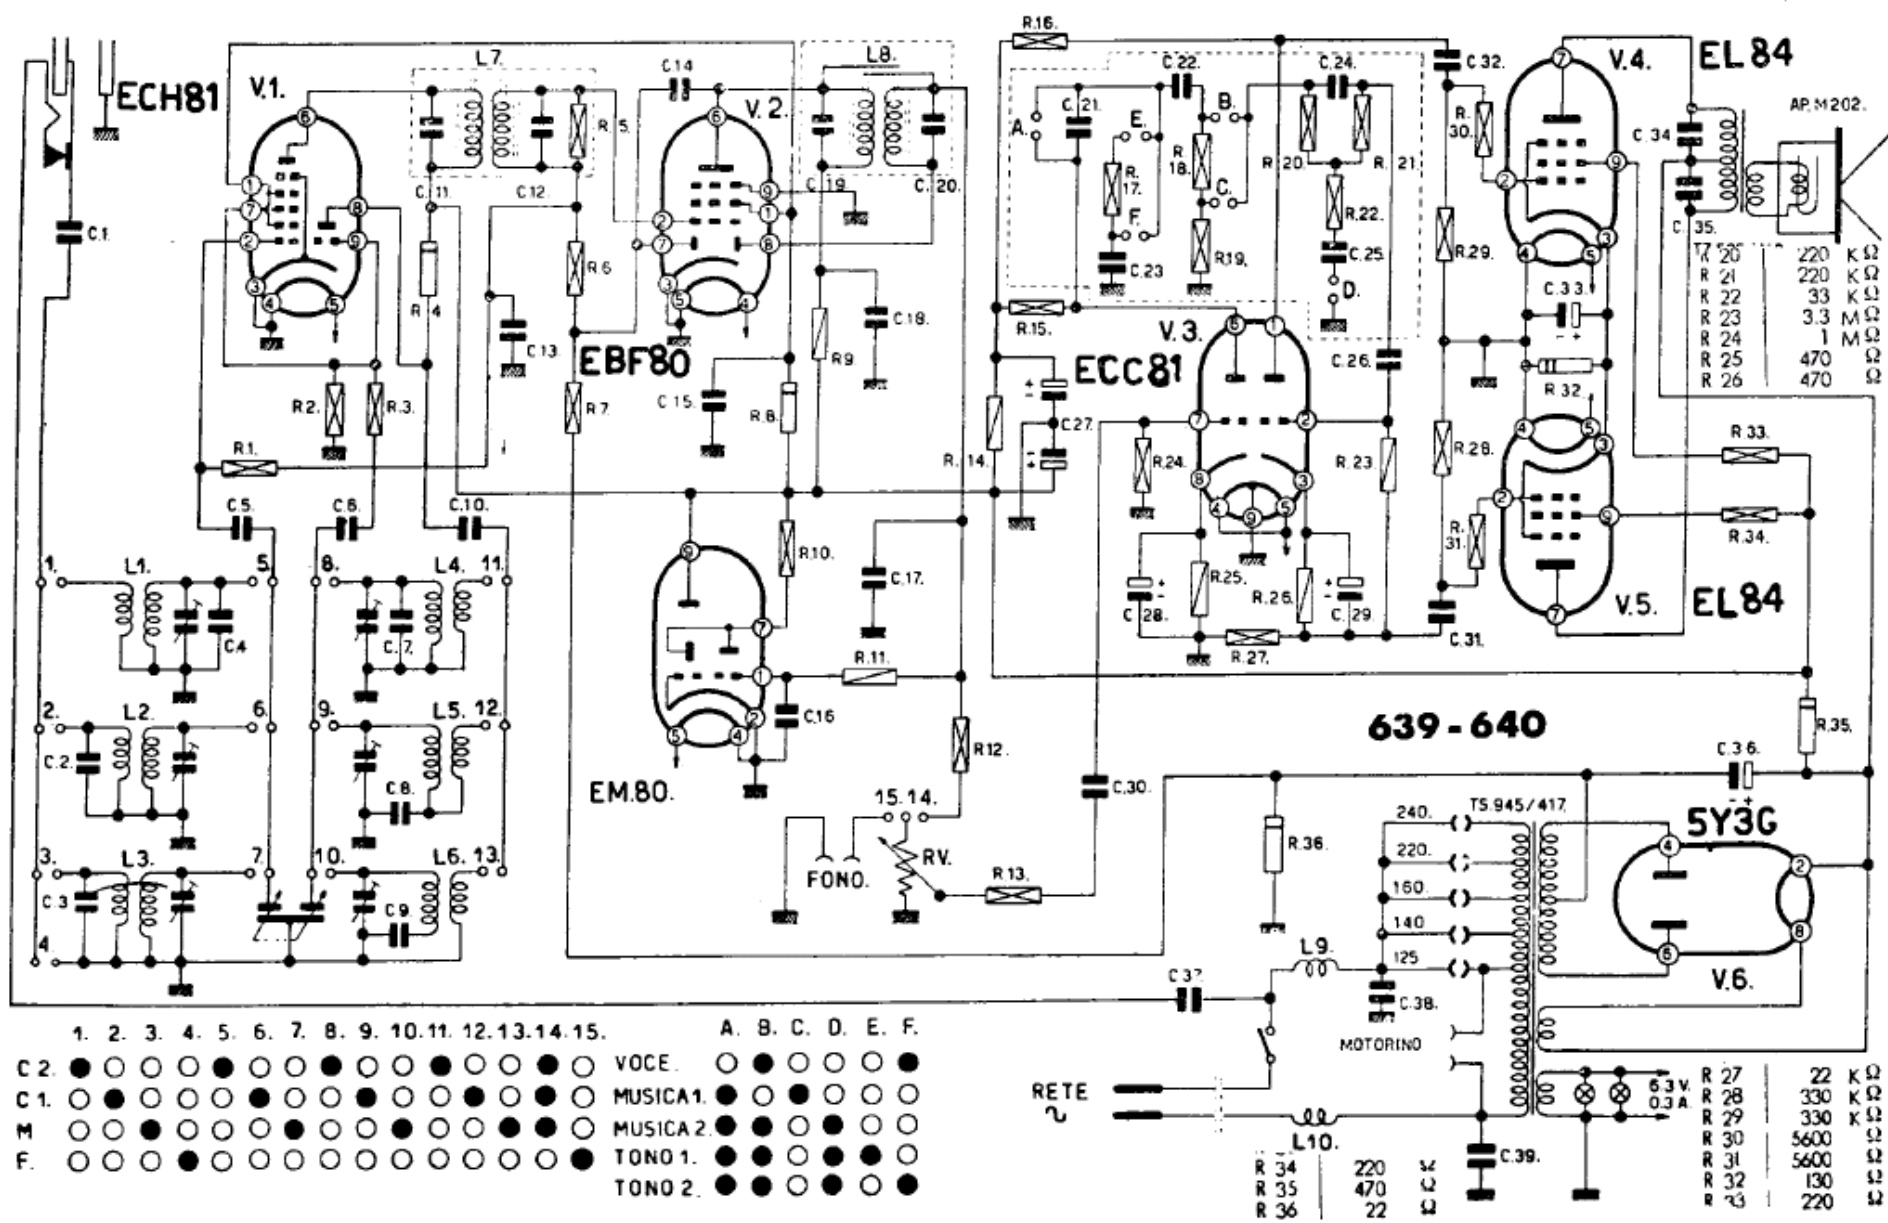 R.16.
L7.
C.14
L8.
C.22.
C.24.
C.32.
V.4.
EL84
ECH81
V.1.
V.2.
A.
C.21.
E.
B.
R.30.
C.34
AP.M202.
R.5.
R.17.
R.18.
R.20.
R.21.
C.11.
C.12.
C.19.
C.20.
F.
C.
R.22.
C.1.
C.23
R.19.
C.25.
R.29.
C.35.
D.
R.4
R.6
C.13.
C.18.
R.15.
V.3.
C.33.
R 20 220 KΩ
R 21 220 KΩ
R 22 33 KΩ
R 23 3.3 MΩ
R 24 1 MΩ
R 25 470 Ω
R 26 470 Ω
EBF80
R9.
ECC81
C.26.
R.32.
R2.
R.3.
R7.
C.15.
R.8.
C.27.
R.1.
R.14.
R.24.
R.23.
R.28.
R.33.
C.5.
C.6.
C.10.
R.10.
R.31.
R.34.
1.
L1.
5.
8.
L4.
11.
C.17.
R.25.
R.26.
C.28.
C.29.
V.5.
EL84
C.4
C.7.
R.11.
R.27.
C.31.
2.
L2.
6.
9.
L5.
12.
C.16
R12.
639-640
R.35.
C.2.
C.8.
EM.80.
C.30.
C.36.
15.
14.
TS.945/417.
240.
5Y3G
3.
L3.
7.
10.
L6.
13.
FONO.
RV.
R.13.
R.36.
220.
160.
C.3
C.9.
140
4.
L9.
125
C.37.
C.38.
V.6.
MOTORINO
1. 2. 3. 4. 5. 6. 7. 8. 9. 10. 11. 12. 13. 14. 15.
C 2.
C 1.
M
F.
A. B. C. D. E. F.
VOCE.
MUSICA 1.
MUSICA 2.
TONO 1.
TONO 2.
RETE
L10.
C.39.
6.3 V.
0.3 A.
R 34 220 Ω
R 35 470 Ω
R 36 22 Ω
R 27 22 KΩ
R 28 330 KΩ
R 29 330 KΩ
R 30 5600 Ω
R 31 5600 Ω
R 32 130 Ω
R 33 220 Ω